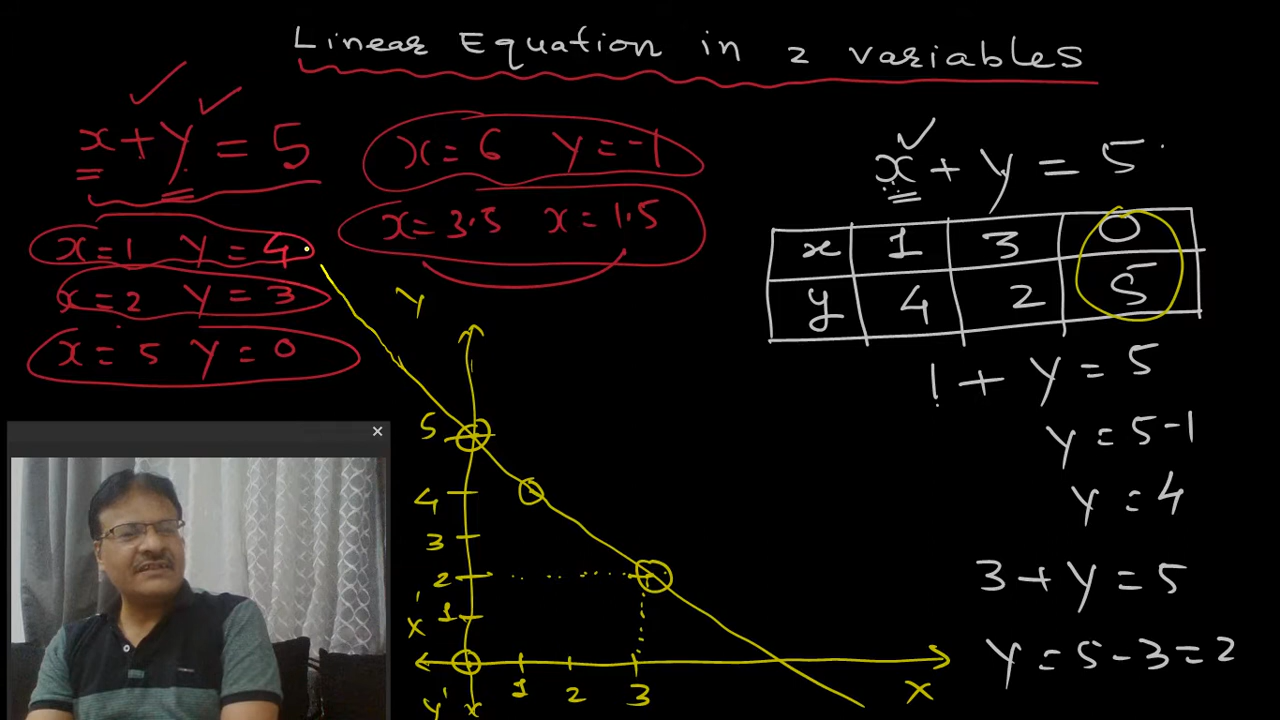 Linear Equation in 2 variables
x + y = 5
x = 6 y = -1
x = 3.5 x = 1.5
x = 1 y = 4
x = 2 y = 3
x = 5 y = 0
x + y = 5
x 1 3 0
y 4 2 5
1 + y = 5
y = 5 - 1
y = 4
3 + y = 5
y = 5 - 3 = 2
Y
5
4
3
2
1
X'
1 2 3
X
Y' x